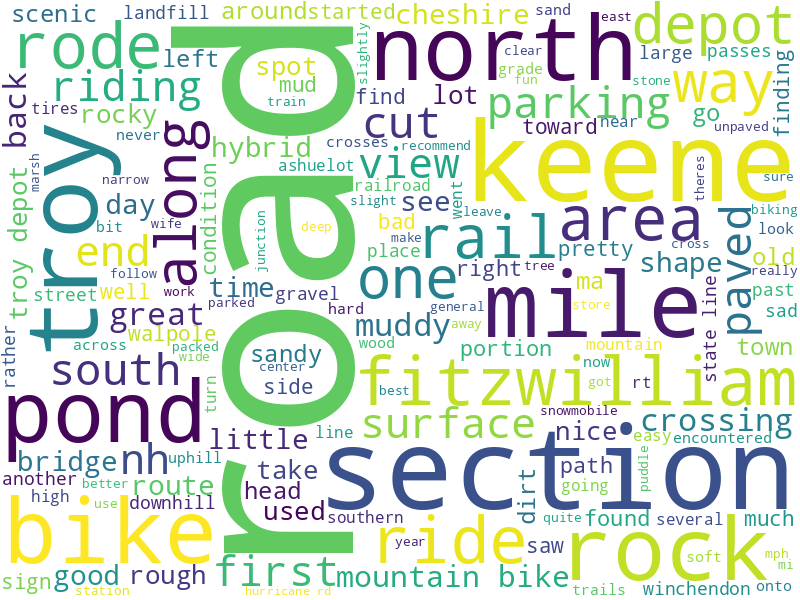 scenic
landfill
around
started
cheshire
sand
east
depot
rode
left
road
slightly
north
clear
large
passes
riding
spot
grade
fun
stone
way
finding
back
tires
rocky
mud
train
find
lot
parking
go
never
hybrid
cut
toward
near
unpaved
troy
along
crosses
recommend
keene
marsh
narrow
ashuelot
view
railroad
went
theres
sure
day
condition
slight
leave
see
area
biking
bit
wife
junction
deep
bad
rail
make
cross
look
troy depot
end
follow
place
pretty
paved
really
street
well
time
work
gravel
one
right
tree
shape
old
great
parked
hard
general
mile
ma
past
sad
rather
walpole
muddy
away
store
state line
across
packed
wide
sandy
wood
portion
mountain
town
south
center
now
rt
turn
side
best
fitzwilliam
got
pond
little
line
surface
snowmobile
crossing
bridge
nh
uphill
section
nice
easy
encountered
another
better
route
take
path
high
use
downhill
head
going
dirt
puddle
used
southern
bike
quite
found
several
much
ride
year
saw
rock
soft
mph
mi
sign
good
rough
first
mountain bike
station
hurricane rd
trails
winchendon
onto